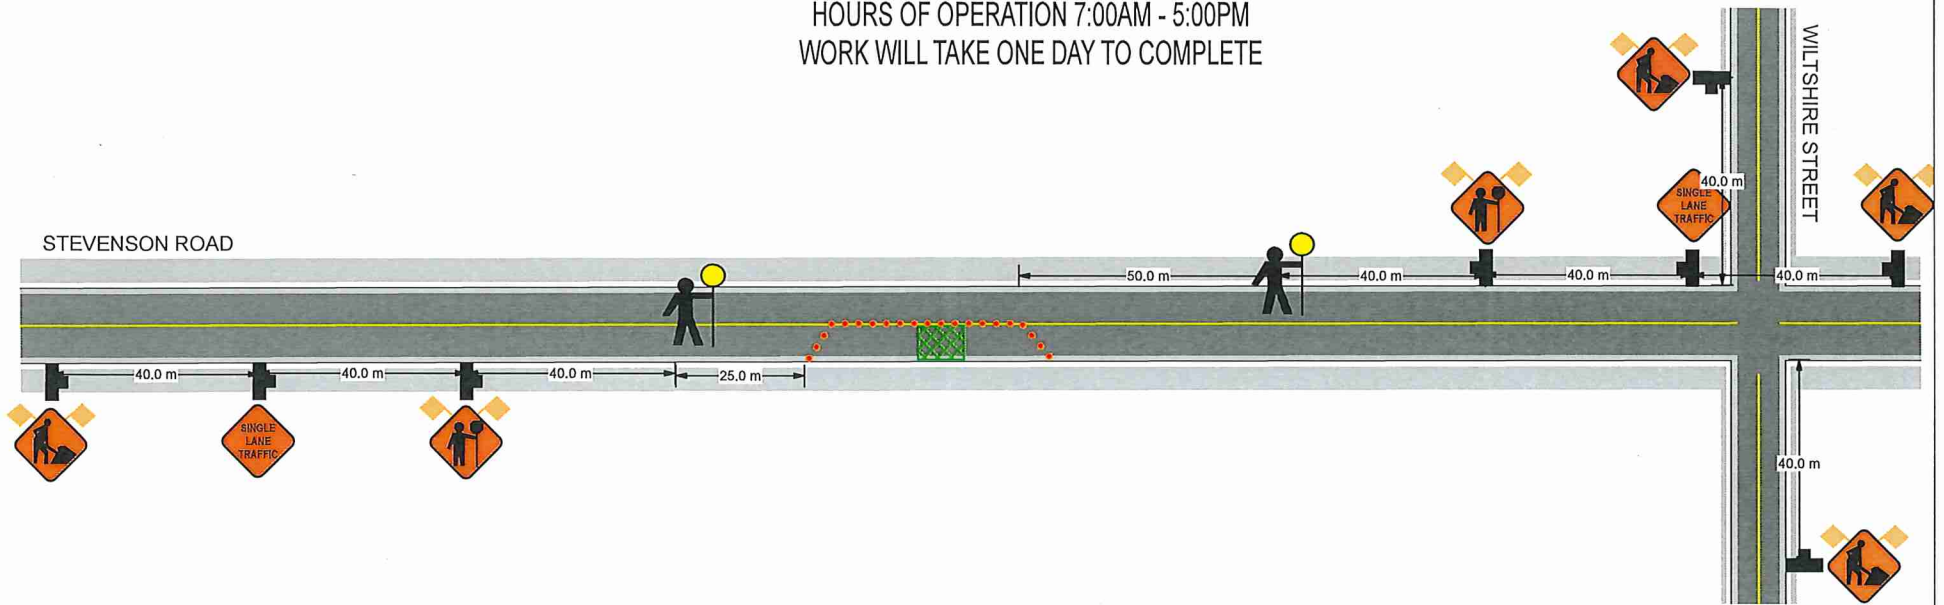 HOURS OF OPERATION 7:00AM - 5:00PM
WORK WILL TAKE ONE DAY TO COMPLETE
WILTSHIRE STREET
40.0 m
SINGLE
LANE
TRAFFIC
STEVENSON ROAD
50.0 m
40.0 m
40.0 m
40.0 m
40.0 m
40.0 m
40.0 m
25.0 m
SINGLE
LANE
TRAFFIC
40.0 m